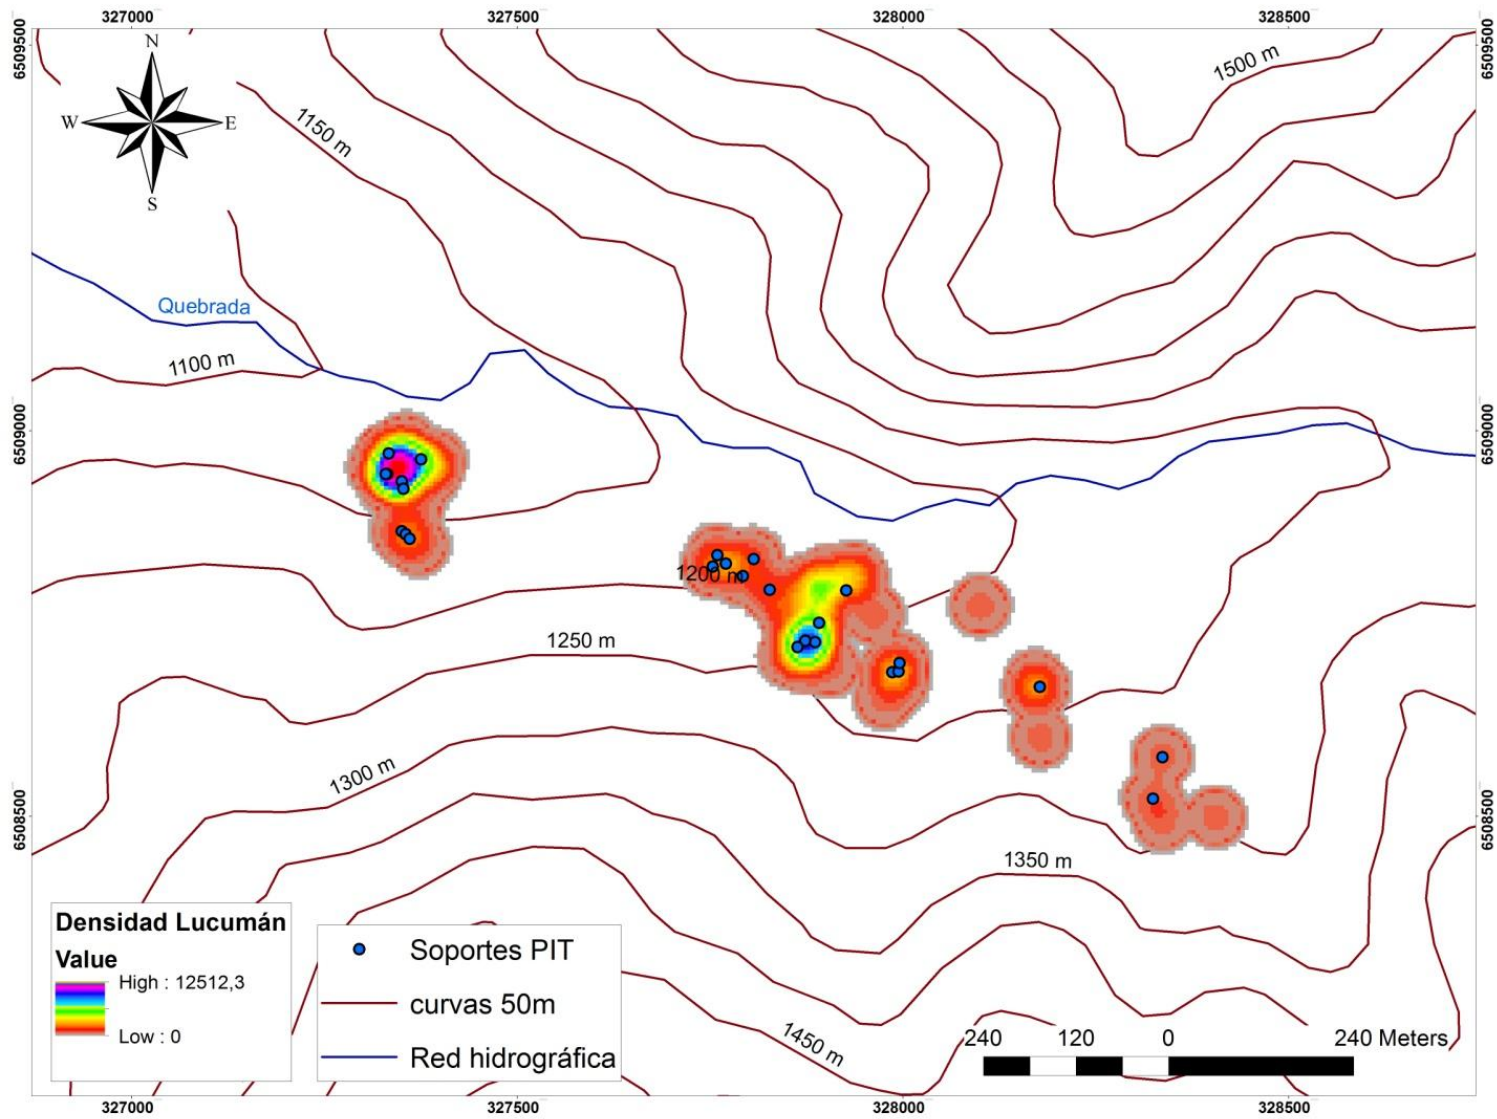 327000
327500
328000
328500
6509500
6509500
N
W
E
S
1500 m
1150 m
Quebrada
1100 m
6509000
6509000
1200 m
1250 m
1300 m
6508500
6508500
1350 m
Densidad Lucumán
Value
High : 12512,3
Low : 0
Soportes PIT
curvas 50m
Red hidrográfica
1450 m
240 120 0 240 Meters
327000
327500
328000
328500